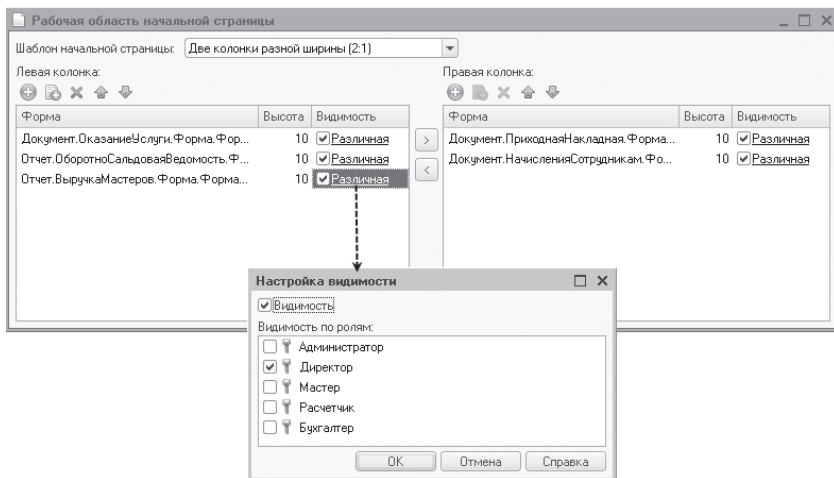 Рабочая область начальной страницы
Шаблон начальной страницы: Две колонки разной ширины (2:1)
Левая колонка:
Форма Высота Видимость
Документ.ОказаниеУслуги.Форма.Фор... 10 Различная
Отчет.ОборотноСальдоваяВедомость.Ф... 10 Различная
Отчет.ВыручкаМастеров.Форма.Форма... 10 Различная
Правая колонка:
Форма Высота Видимость
Документ.ПриходнаяНакладная.Форма... 10 Различная
Документ.НачисленияСотрудникам.Фо... 10 Различная
Настройка видимости
Видимость
Видимость по ролям:
Администратор
Директор
Мастер
Расчетчик
Бухгалтер
ОК Отмена Справка